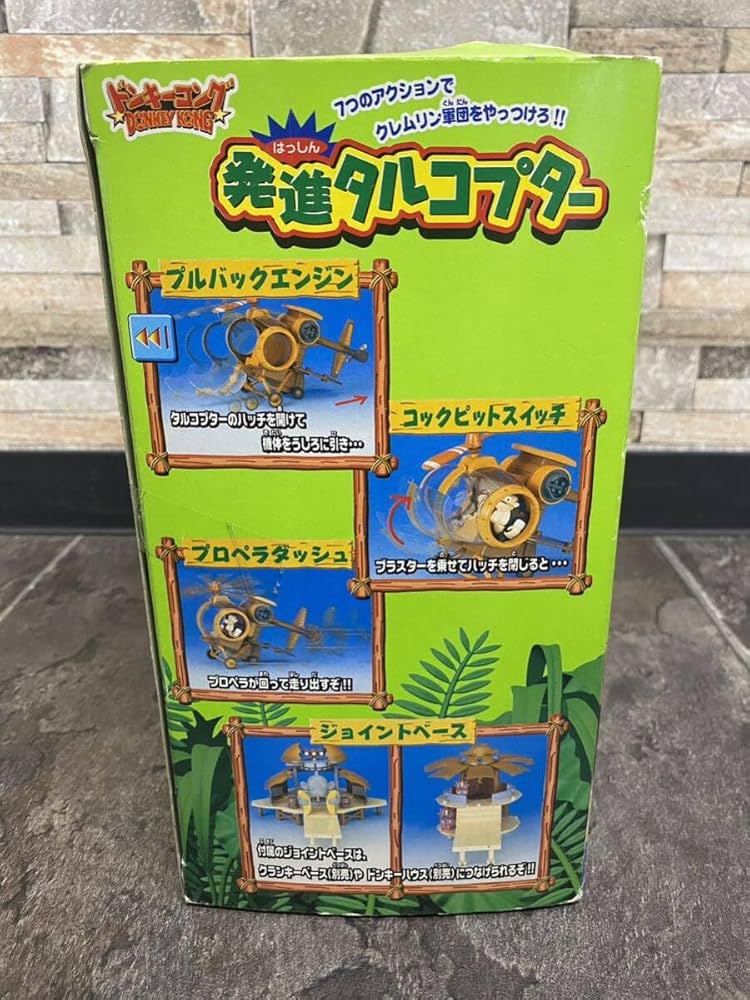 ドンキーコング
DONKEY KONG
7つのアクションで
クレムリン軍団をやっつけろ!!
ぐんだん
はっしん
発進タルコプター
プルバックエンジン
タルコプターのハッチを開けて
機体をうしろに引き…
コックピットスイッチ
ブラスターを乗せてハッチを閉じると…
プロペラダッシュ
プロペラが回って走り出すぞ!!
ジョイントベース
付属のジョイントベースは、
クランキーベース(別売)や ドンキーハウス(別売)につなげられるぞ!!